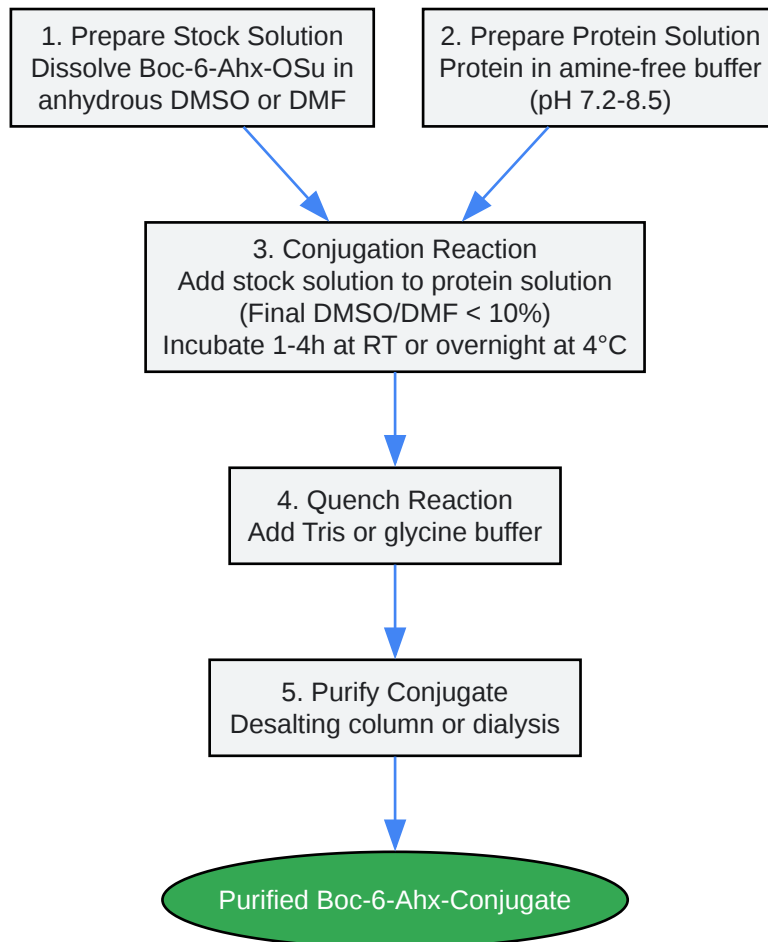 1. Prepare Stock Solution
Dissolve Boc-6-Ahx-OSu in
anhydrous DMSO or DMF
2. Prepare Protein Solution
Protein in amine-free buffer
(pH 7.2-8.5)
3. Conjugation Reaction
Add stock solution to protein solution
(Final DMSO/DMF < 10%)
Incubate 1-4h at RT or overnight at 4°C
4. Quench Reaction
Add Tris or glycine buffer
5. Purify Conjugate
Desalting column or dialysis
Purified Boc-6-Ahx-Conjugate